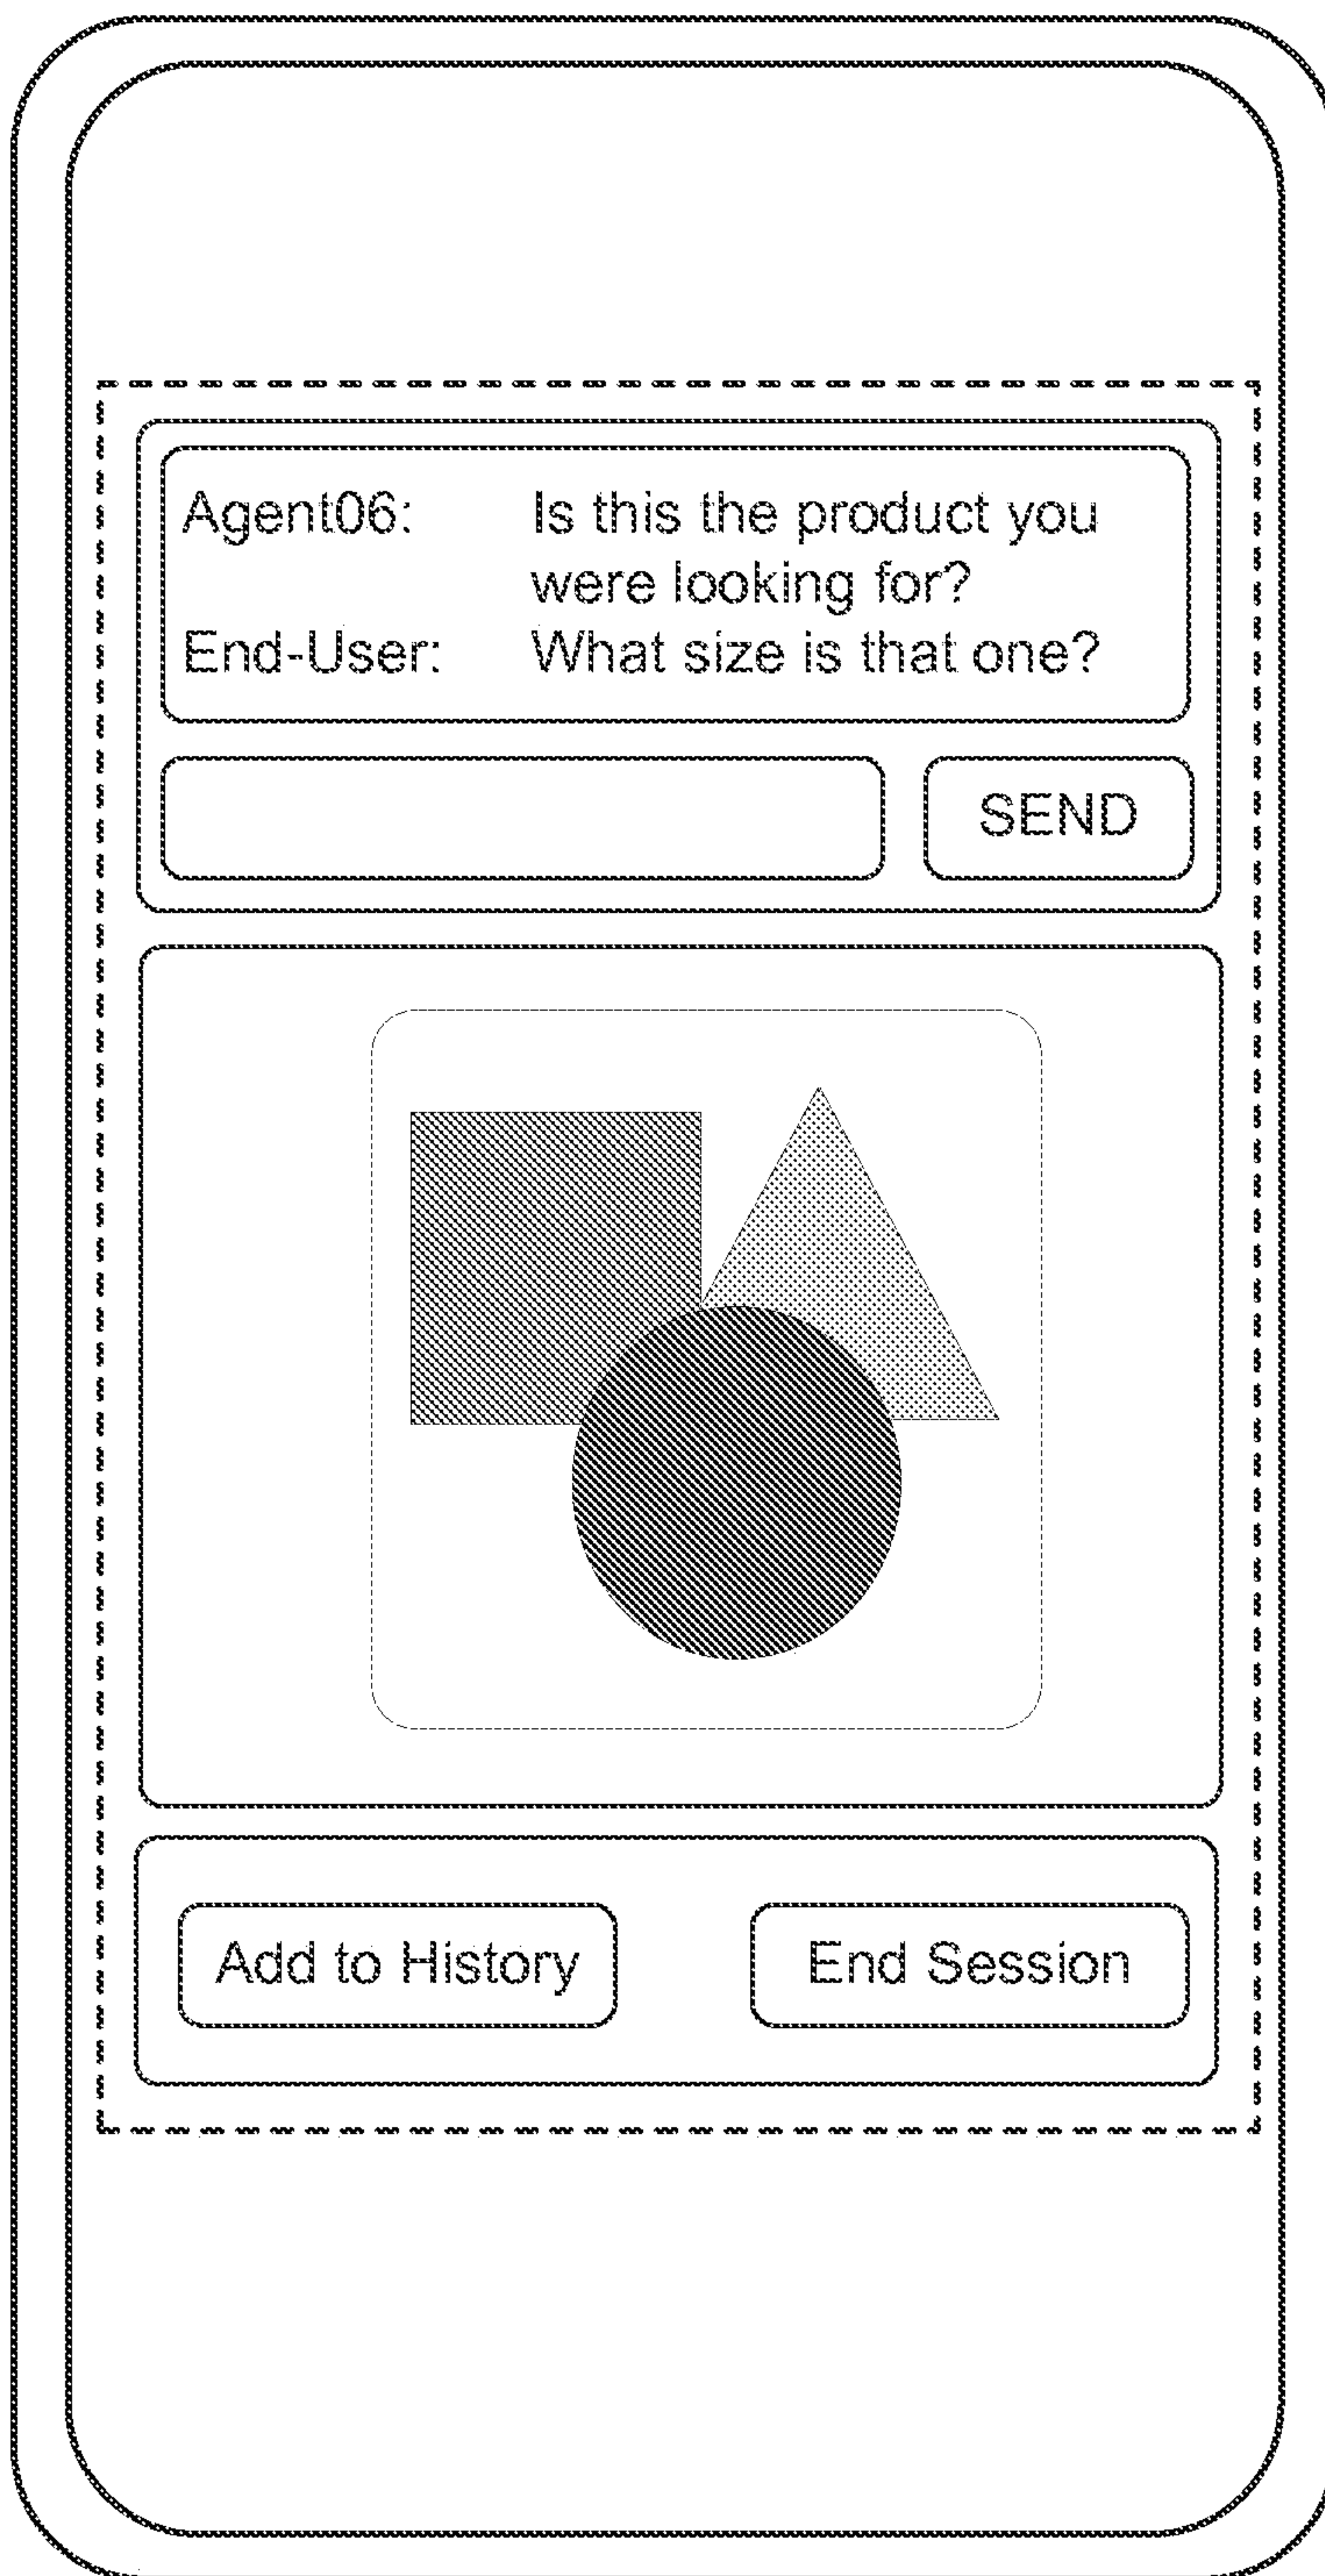 Agent06: Is this the product you
were looking for?
End-User: What size is that one?
SEND
Add to History End Session